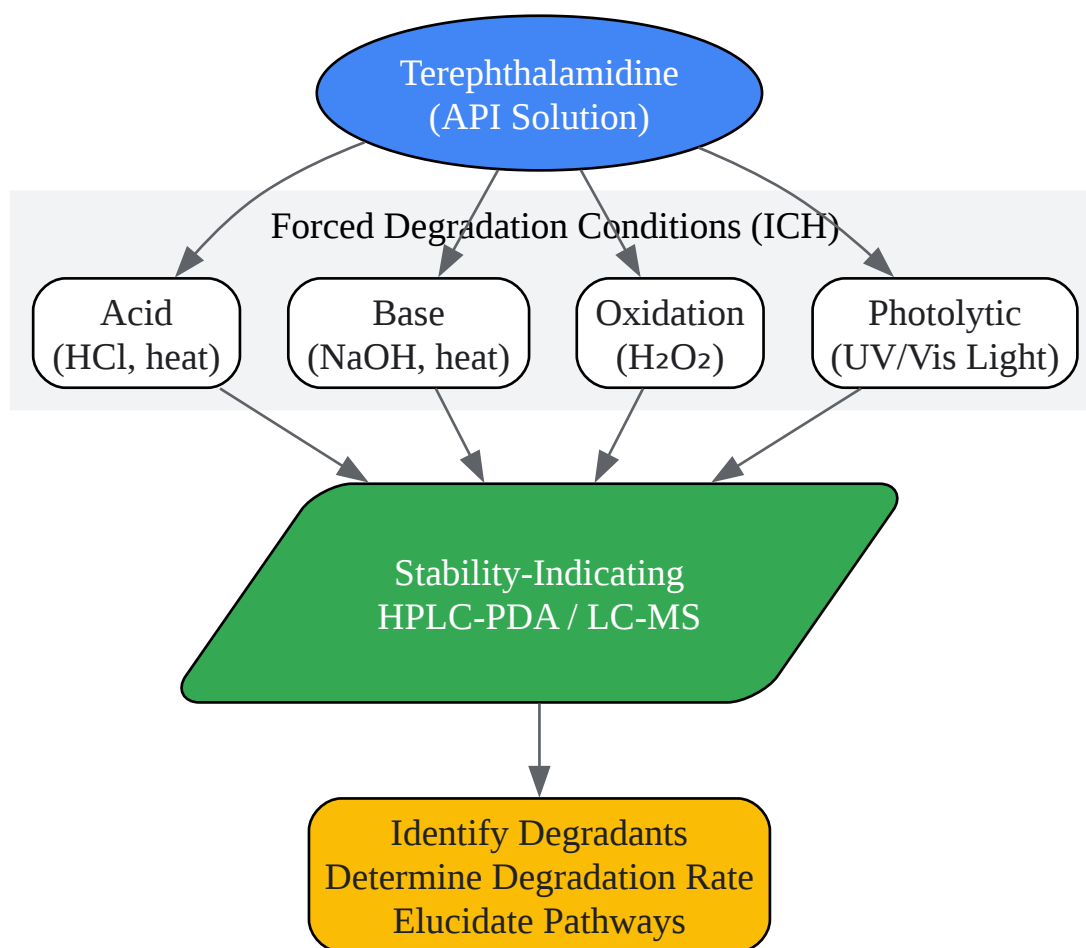 Terephthalamidine
(API Solution)
Forced Degradation Conditions (ICH)
Acid
(HCl, heat)
Base
(NaOH, heat)
Oxidation
(H₂O₂)
Photolytic
(UV/Vis Light)
Stability-Indicating
HPLC-PDA / LC-MS
Identify Degradants
Determine Degradation Rate
Elucidate Pathways